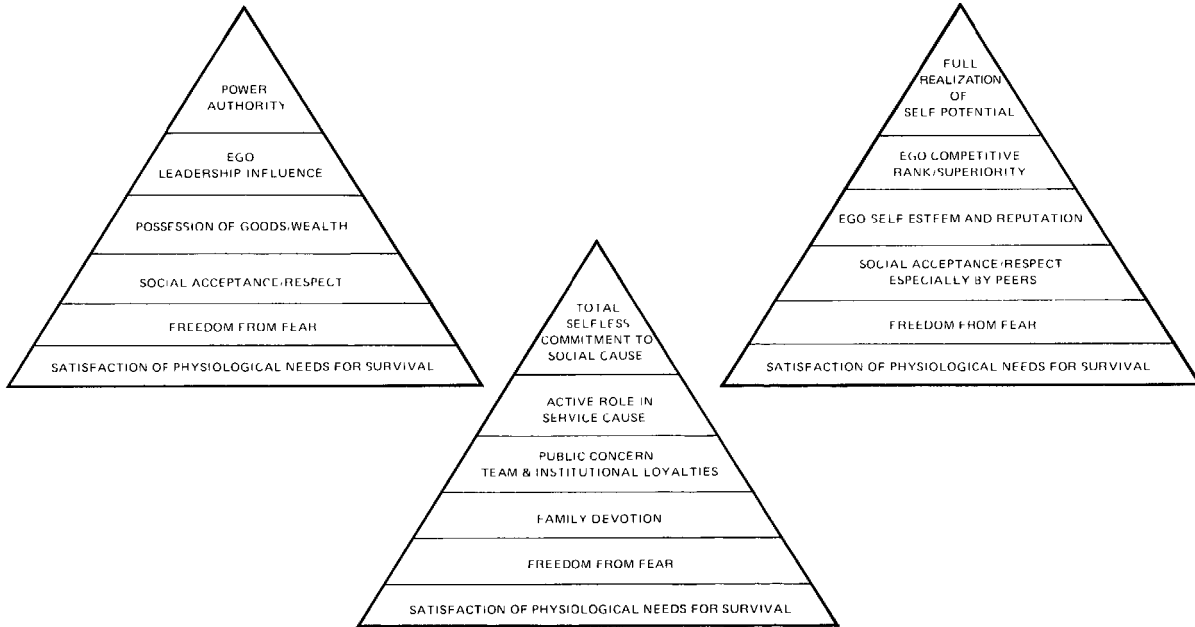 POWER
AUTHORITY
EGO
LEADERSHIP INFLUENCE
POSSESSION OF GOODS/WEALTH
SOCIAL ACCEPTANCE/RESPECT
FREEDOM FROM FEAR
SATISFACTION OF PHYSIOLOGICAL NEEDS FOR SURVIVAL
TOTAL
SELFLESS
COMMITMENT TO
SOCIAL CAUSE
ACTIVE ROLE IN
SERVICE CAUSE
PUBLIC CONCERN
TEAM & INSTITUTIONAL LOYALTIES
FAMILY DEVOTION
FREEDOM FROM FEAR
SATISFACTION OF PHYSIOLOGICAL NEEDS FOR SURVIVAL
FULL
REALIZATION
OF
SELF POTENTIAL
EGO COMPETITIVE
RANK/SUPERIORITY
EGO SELF ESTEEM AND REPUTATION
SOCIAL ACCEPTANCE/RESPECT
ESPECIALLY BY PEERS
FREEDOM FROM FEAR
SATISFACTION OF PHYSIOLOGICAL NEEDS FOR SURVIVAL